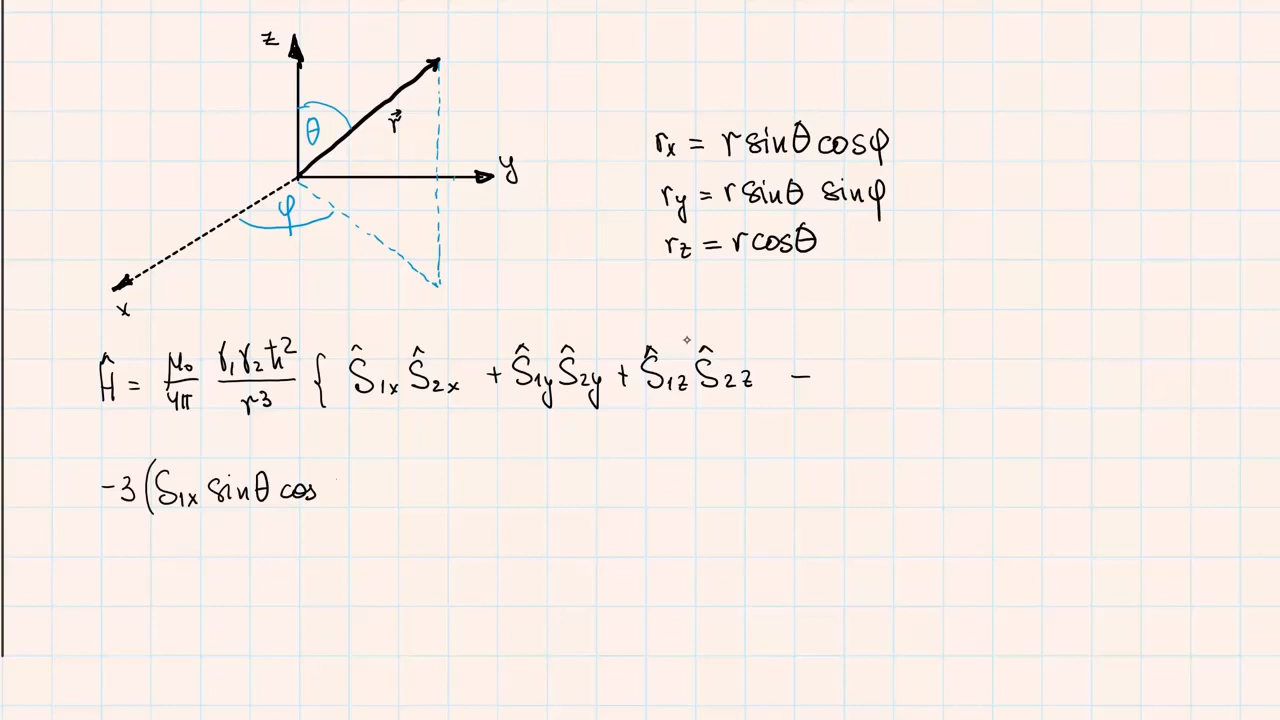 z
θ
r⃗
y
φ
x
rx = r sinθ cosφ
ry = r sinθ sinφ
rz = r cosθ
Ĥ = μ₀/4π γ₁γ₂ħ²/r³ { Ŝ1x Ŝ2x + Ŝ1y Ŝ2y + Ŝ1z Ŝ2z −
−3 (S1x sinθ cos